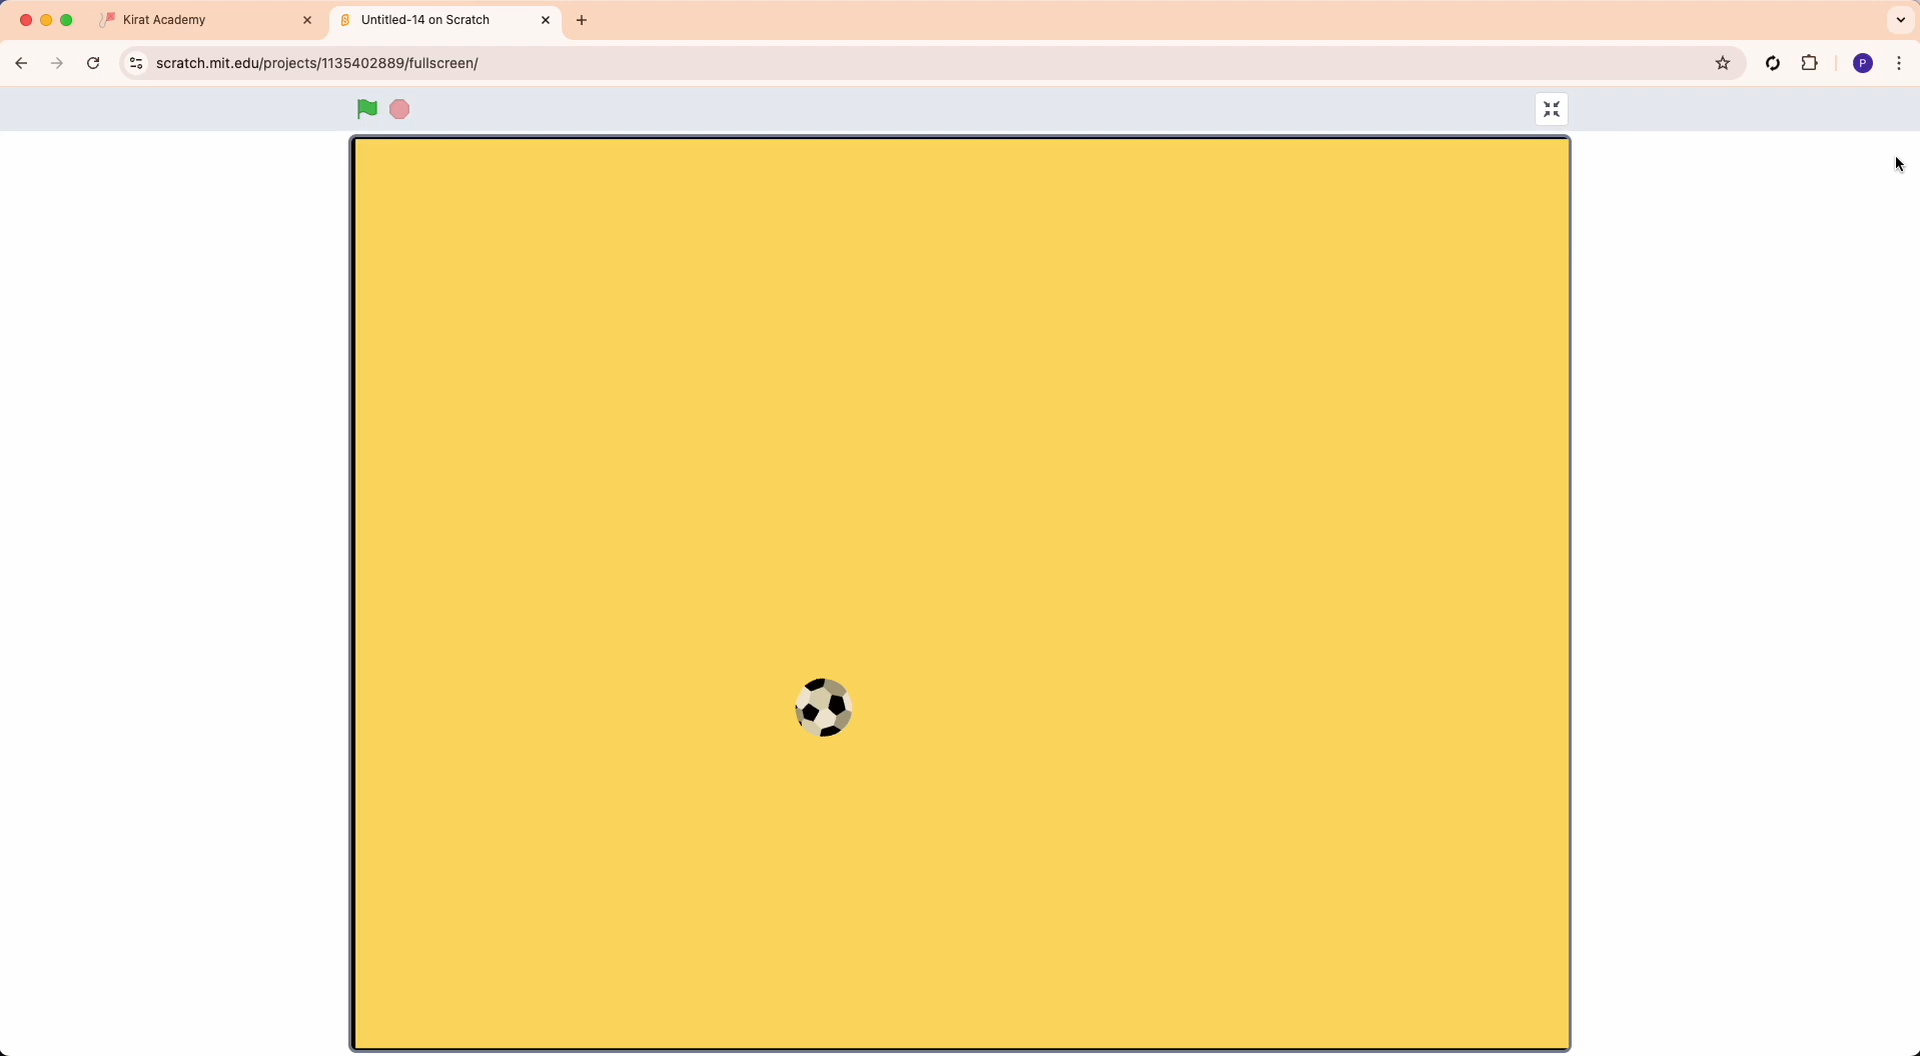 Kirat Academy
Untitled-14 on Scratch
scratch.mit.edu/projects/1135402889/fullscreen/
P